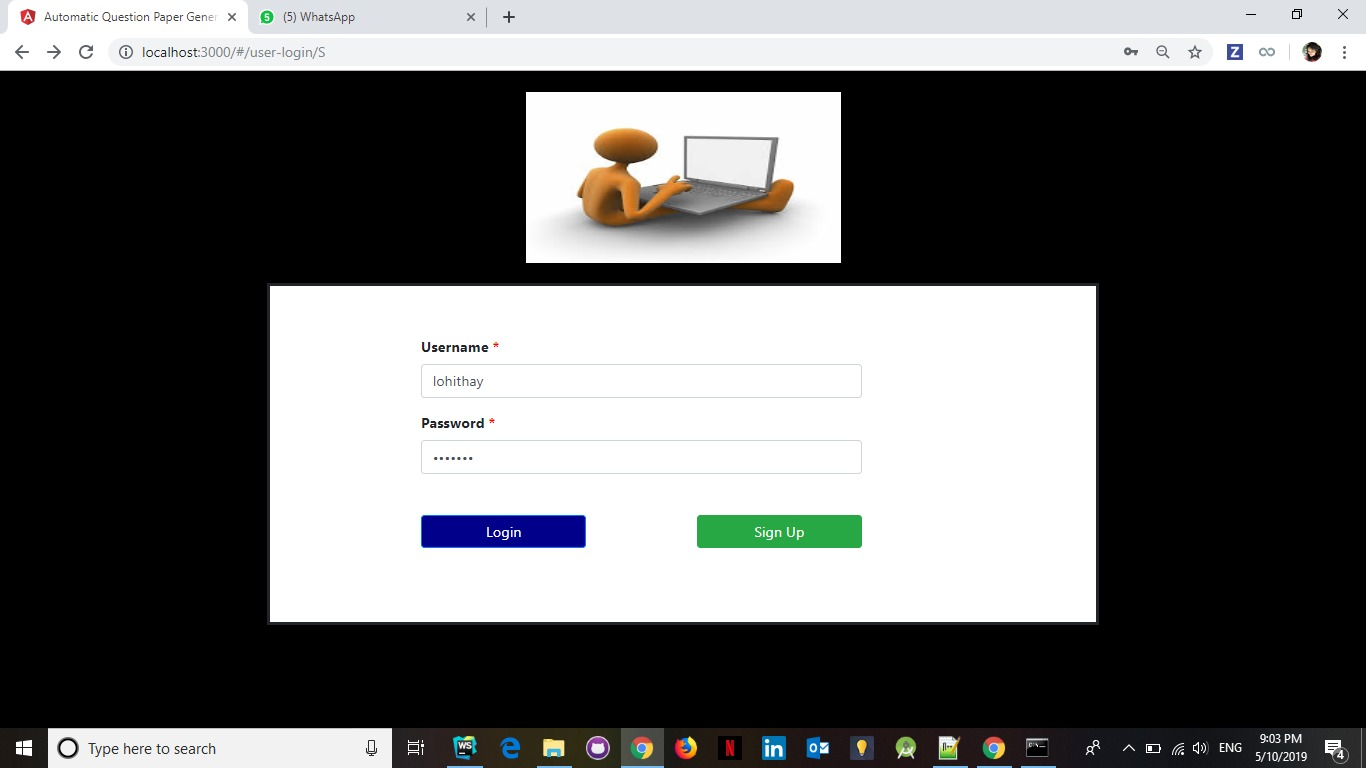 Automatic Question Paper Gener
(5) WhatsApp
localhost:3000/#/user-login/S
Username *
lohithay
Password *
•••••••
Login
Sign Up
Type here to search
ENG
9:03 PM
5/10/2019
4